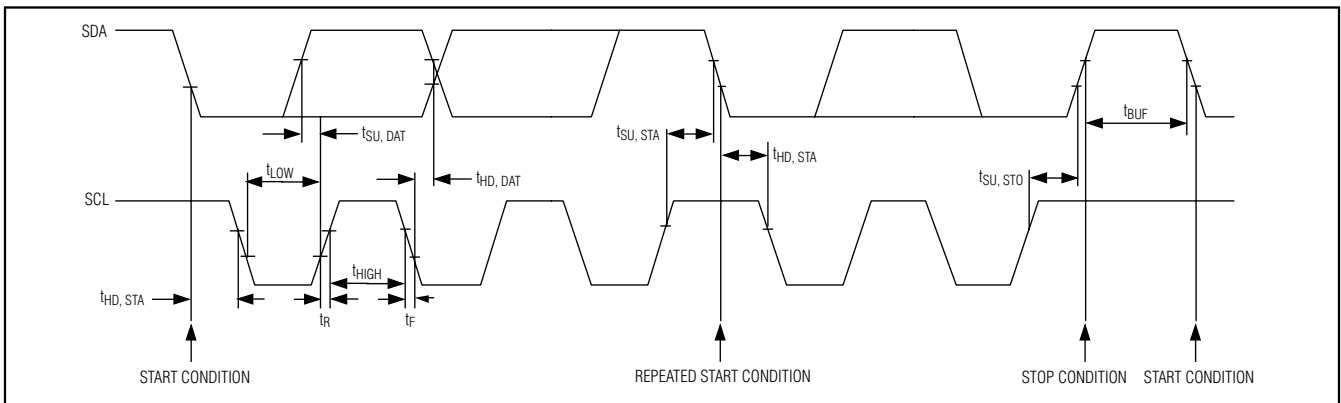 SDA
tSU, DAT
tSU, STA
tBUF
tHD, STA
tLOW
tHD, DAT
tSU, STO
SCL
tHIGH
tHD, STA
tR
tF
START CONDITION
REPEATED START CONDITION
STOP CONDITION
START CONDITION